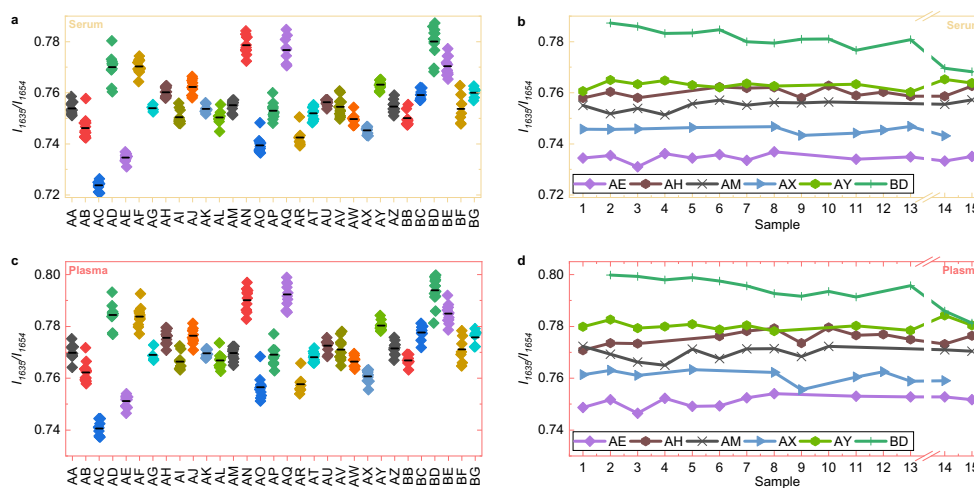 a
Serum
I1635/I1654
0.78
0.76
0.74
0.72
AA AB AC AD AE AF AG AH AI AJ AK AL AM AN AO AP AQ AR AT AU AV AW AX AY AZ BB BC BD BE BF BG
b
Serum
0.78
0.76
0.74
0.72
AE AH AM AX AY BD
1 2 3 4 5 6 7 8 9 10 11 12 13 14 15
Sample
c
Plasma
I1635/I1654
0.80
0.78
0.76
0.74
AA AB AC AD AE AF AG AH AI AJ AK AL AM AN AO AP AQ AR AT AU AV AW AX AY AZ BB BC BD BE BF BG
d
Plasm
0.80
0.78
0.76
0.74
AE AH AM AX AY BD
1 2 3 4 5 6 7 8 9 10 11 12 13 14 15
Sample